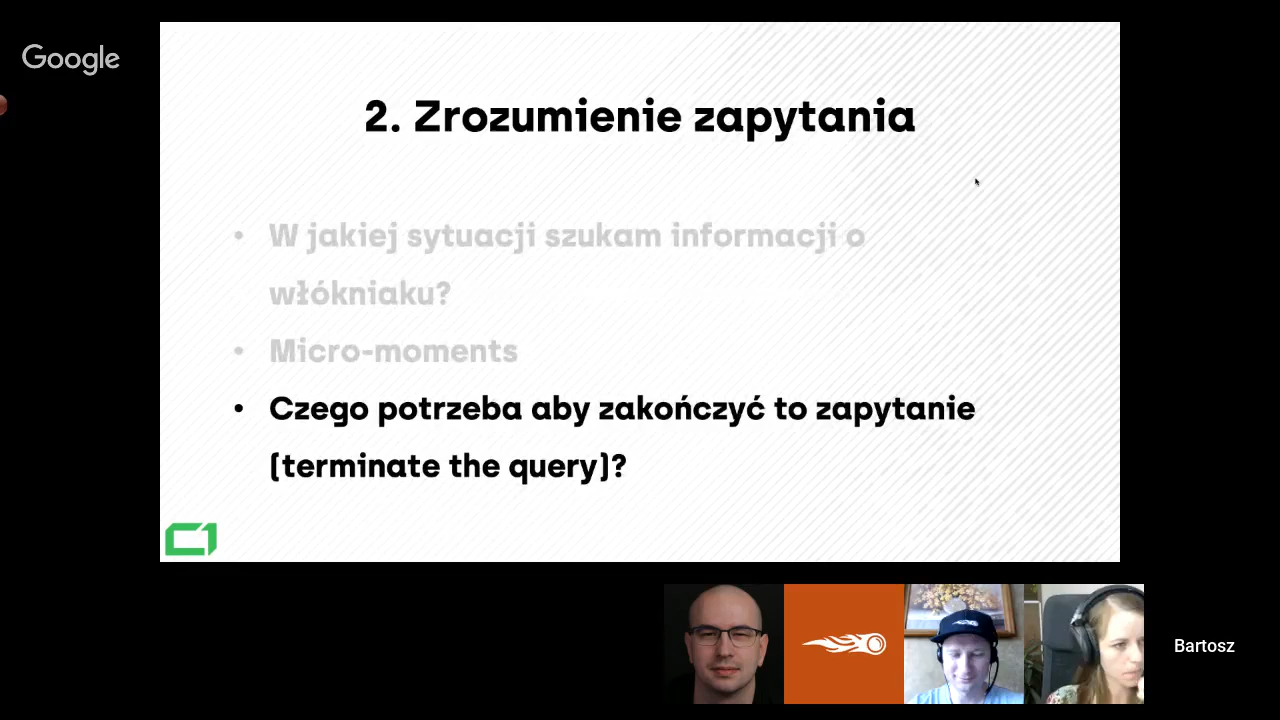 Google
2. Zrozumienie zapytania
• W jakiej sytuacji szukam informacji o
włókniaku?
• Micro-moments
• Czego potrzeba aby zakończyć to zapytanie
(terminate the query)?
Bartosz